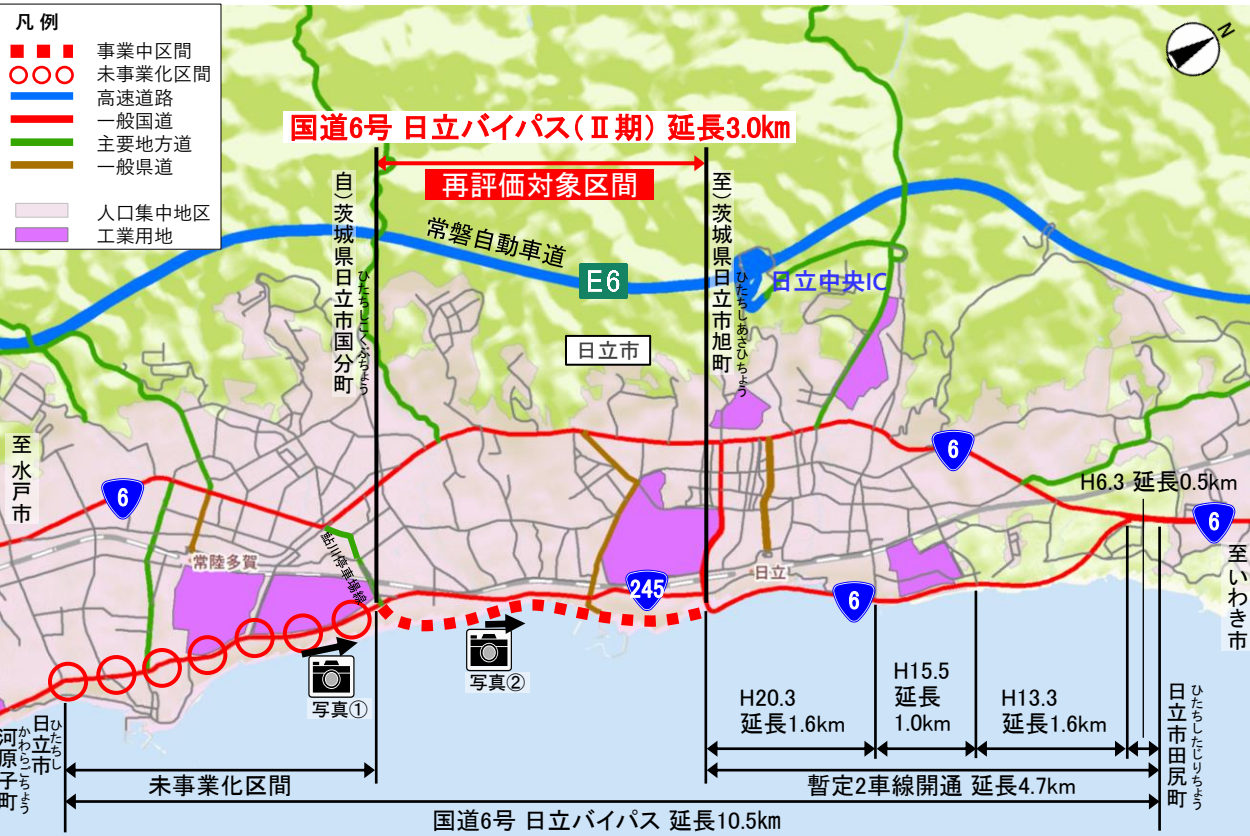 凡例
事業中区間
未事業化区間
高速道路
一般国道
主要地方道
一般県道
人口集中地区
工業用地
N
国道6号 日立バイパス(Ⅱ期) 延長3.0km
再評価対象区間
自)茨城県日立市国分町
ひたちしこくぶちょう
至)茨城県日立市旭町
ひたちしあさひちょう
常磐自動車道
E6
日立中央IC
日立市
至水戸市
6
6
H6.3 延長0.5km
6
至いわき市
常陸多賀
鮎川停車場線
245
日立
6
写真①
写真②
H20.3
延長1.6km
H15.5
延長
1.0km
H13.3
延長1.6km
日立市田尻町
ひたちしたじりちょう
日立市
ひたちし
河原子町
かわらごちょう
未事業化区間
暫定2車線開通 延長4.7km
国道6号 日立バイパス 延長10.5km